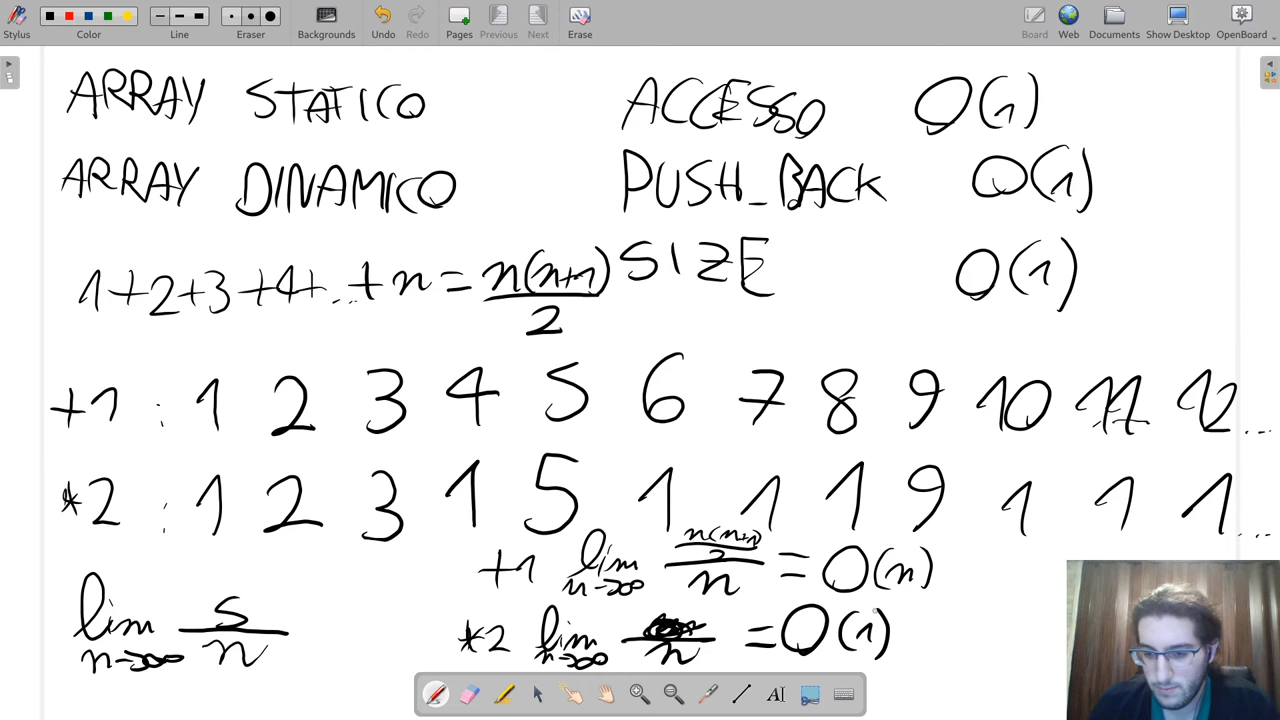 Stylus Color Line Eraser Backgrounds Undo Redo Pages Previous Next Erase Board Web Documents Show Desktop OpenBoard
ARRAY STATICO ACCESSO O(1)
ARRAY DINAMICO PUSH_BACK O(1)
1+2+3+4+...+n = n(n+1)/2 SIZE O(1)
+1 : 1 2 3 4 5 6 7 8 9 10 11 12 ...
*2 : 1 2 3 1 5 1 1 1 9 1 1 1 ...
+1 lim n→∞ (n(n+1)/2)/n = O(n)
lim n→∞ s/n *2 lim n→∞ /n = O(1)